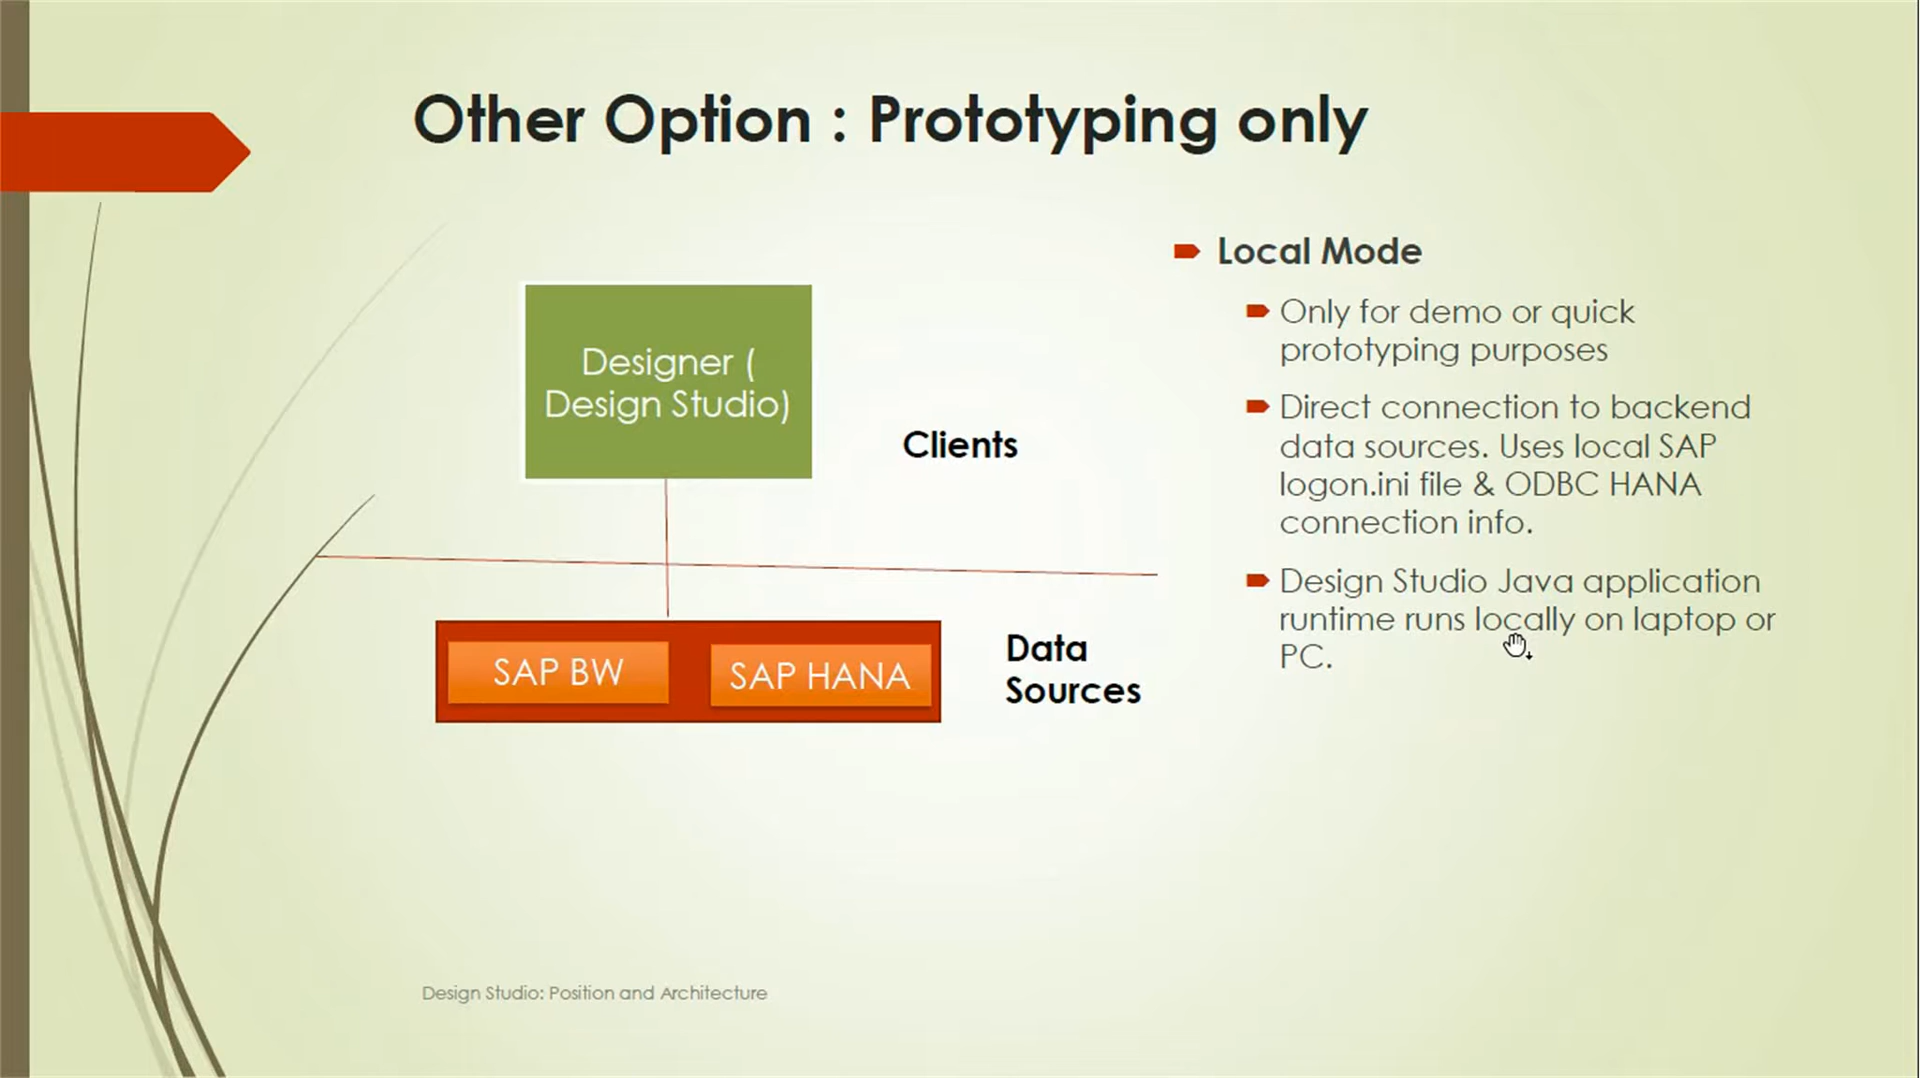 Other Option : Prototyping only
Designer (
Design Studio)
Clients
SAP BW
SAP HANA
Data
Sources
Local Mode
Only for demo or quick
prototyping purposes
Direct connection to backend
data sources. Uses local SAP
logon.ini file & ODBC HANA
connection info.
Design Studio Java application
runtime runs locally on laptop or
PC.
Design Studio: Position and Architecture